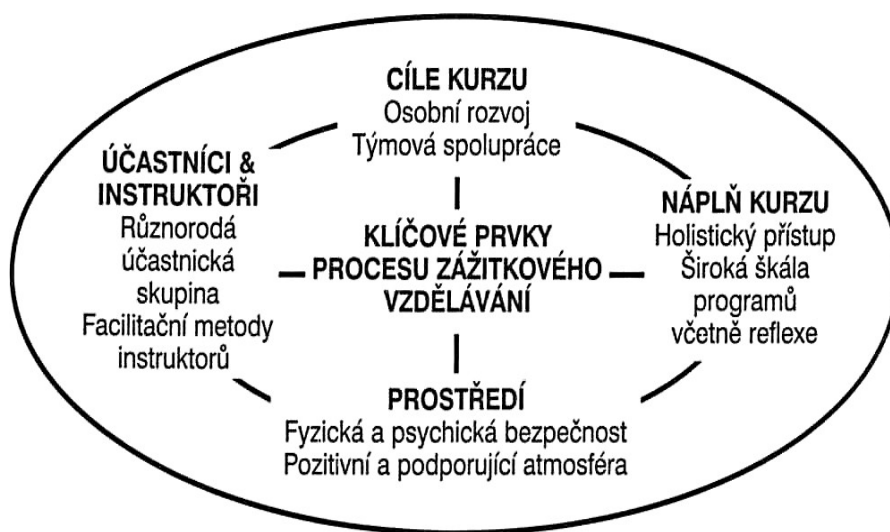 CÍLE KURZU
Osobní rozvoj
Týmová spolupráce
ÚČASTNÍCI &
INSTRUKTOŘI
Různorodá
účastnická
skupina
Facilitační metody
instruktorů
KLÍČOVÉ PRVKY
PROCESU ZÁŽITKOVÉHO
VZDĚLÁVÁNÍ
NÁPLŇ KURZU
Holistický přístup
Široká škála
programů
včetně reflexe
PROSTŘEDÍ
Fyzická a psychická bezpečnost
Pozitivní a podporující atmosféra